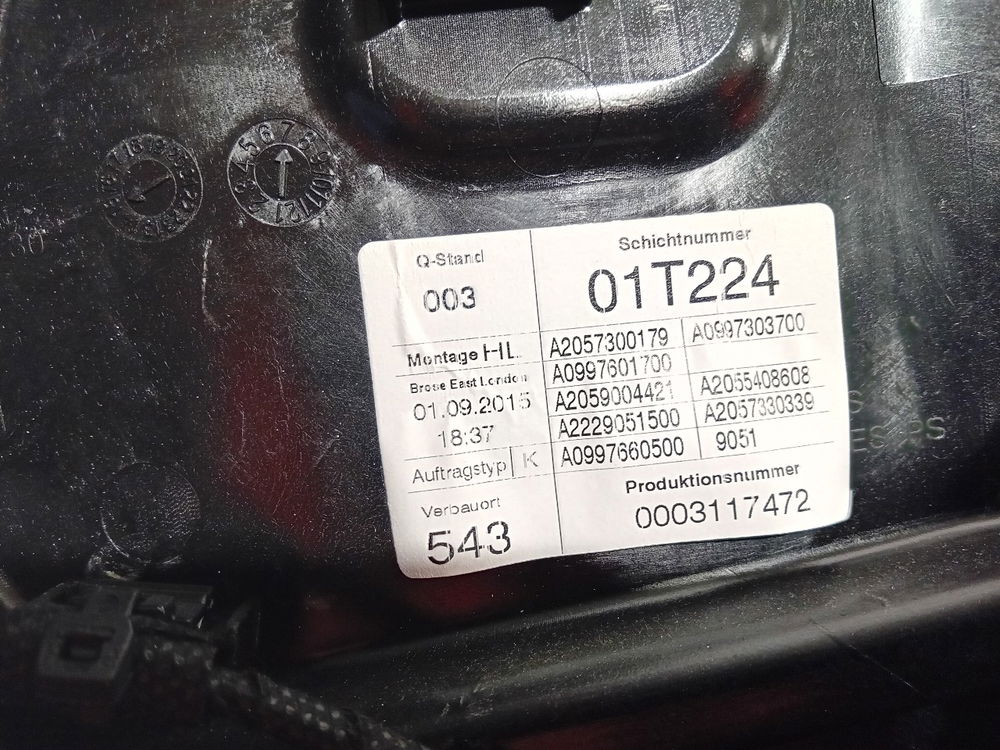 Q-Stand
003
Schichtnummer
01T224
Montage HL
Brose East London
01.09.2015
18:37
Auftragstyp K
A2057300179 A0997303700
A0997601700
A2059004421 A2055408608
A2229051500 A2057330339
A0997660500 9051
Verbauort
543
Produktionsnummer
0003117472